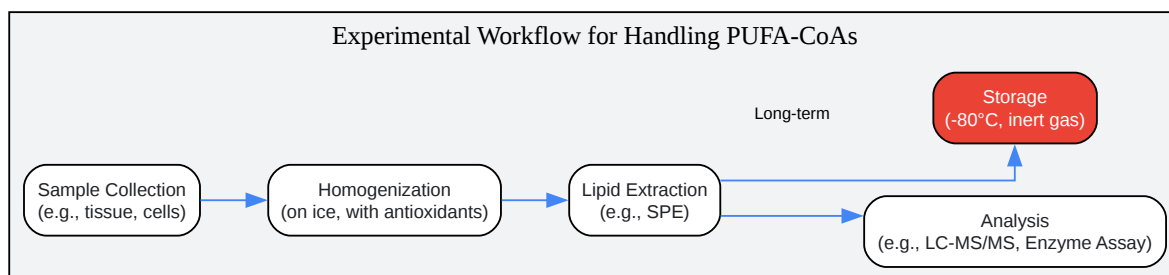 Experimental Workflow for Handling PUFA-CoAs
Sample Collection
(e.g., tissue, cells)
Homogenization
(on ice, with antioxidants)
Lipid Extraction
(e.g., SPE)
Long-term
Storage
(-80°C, inert gas)
Analysis
(e.g., LC-MS/MS, Enzyme Assay)